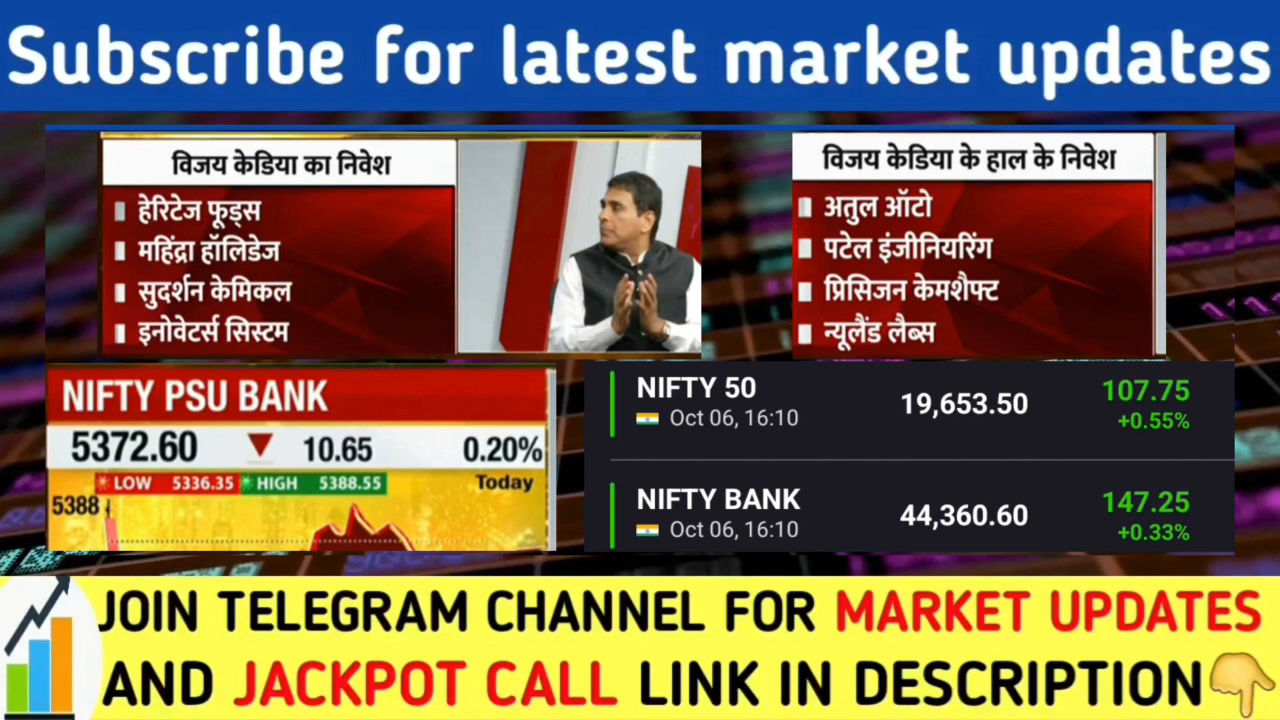 Subscribe for latest market updates
विजय केडिया का निवेश
हेरिटेज फूड्स
महिंद्रा हॉलिडेज
सुदर्शन केमिकल
इनोवेटर्स सिस्टम
विजय केडिया के हाल के निवेश
अतुल ऑटो
पटेल इंजीनियरिंग
प्रिसिजन केमशैफ्ट
न्यूलैंड लैब्स
NIFTY PSU BANK
5372.60 ▼ 10.65 0.20%
LOW 5336.35 HIGH 5388.55 Today
5388
NIFTY 50 19,653.50 107.75
Oct 06, 16:10 +0.55%
NIFTY BANK 44,360.60 147.25
Oct 06, 16:10 +0.33%
JOIN TELEGRAM CHANNEL FOR MARKET UPDATES
AND JACKPOT CALL LINK IN DESCRIPTION👇